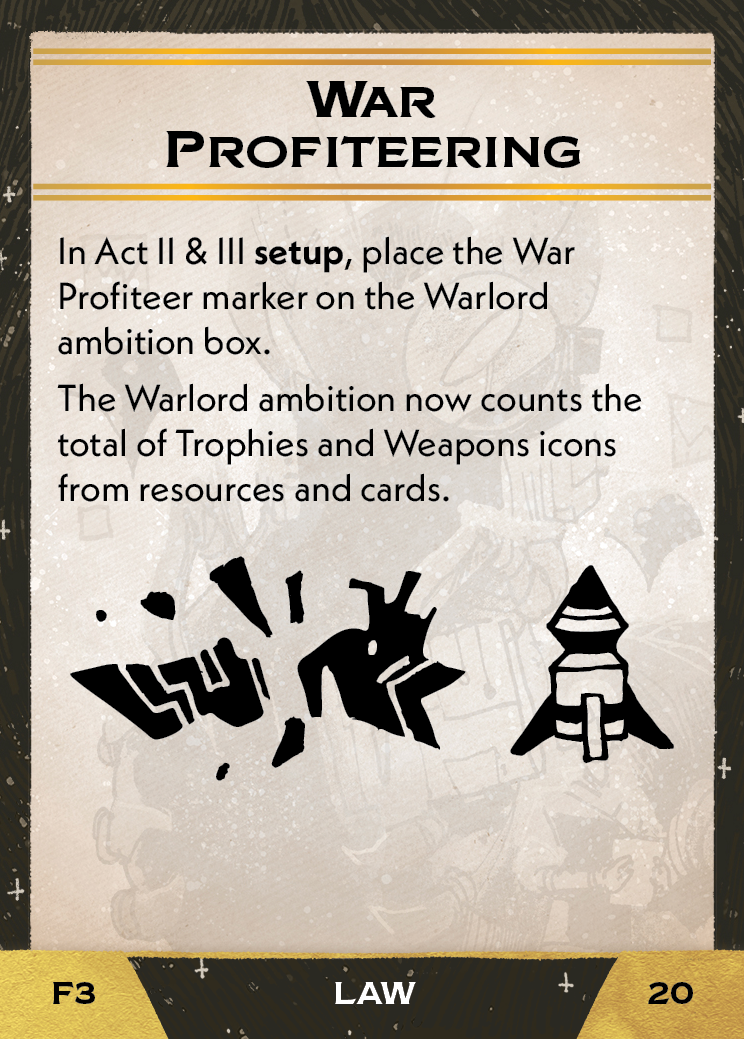 War
Profiteering
In Act II & III setup, place the War
Profiteer marker on the Warlord
ambition box.
The Warlord ambition now counts the
total of Trophies and Weapons icons
from resources and cards.
F3
LAW
20